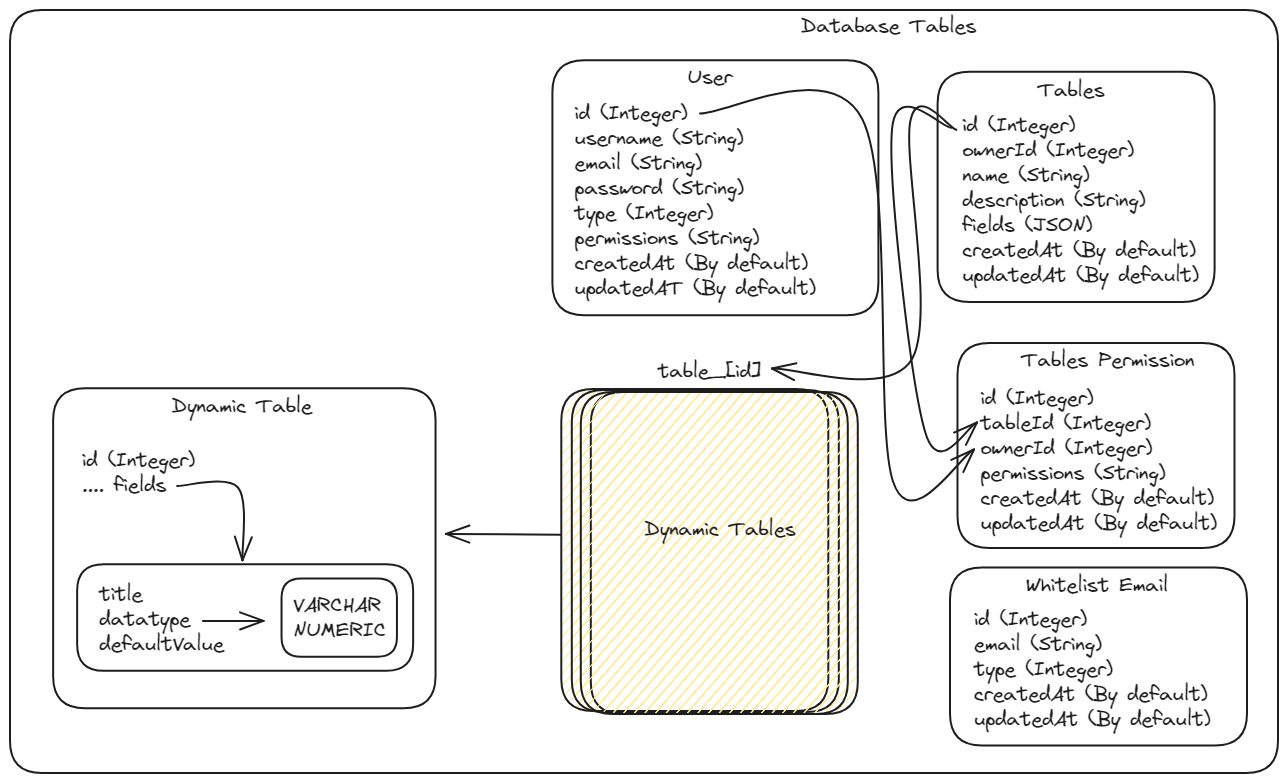 Database Tables
User
id (Integer)
username (String)
email (String)
password (String)
type (Integer)
permissions (String)
createdAt (By default)
updatedAT (By default)
Tables
id (Integer)
ownerId (Integer)
name (String)
description (String)
fields (JSON)
createdAt (By default)
updatedAt (By default)
table_[id]
Dynamic Tables
Dynamic Table
id (Integer)
.... fields
title
datatype
defaultValue
VARCHAR
NUMERIC
Tables Permission
id (Integer)
tableId (Integer)
ownerId (Integer)
permissions (String)
createdAt (By default)
updatedAt (By default)
Whitelist Email
id (Integer)
email (String)
type (Integer)
createdAt (By default)
updatedAt (By default)